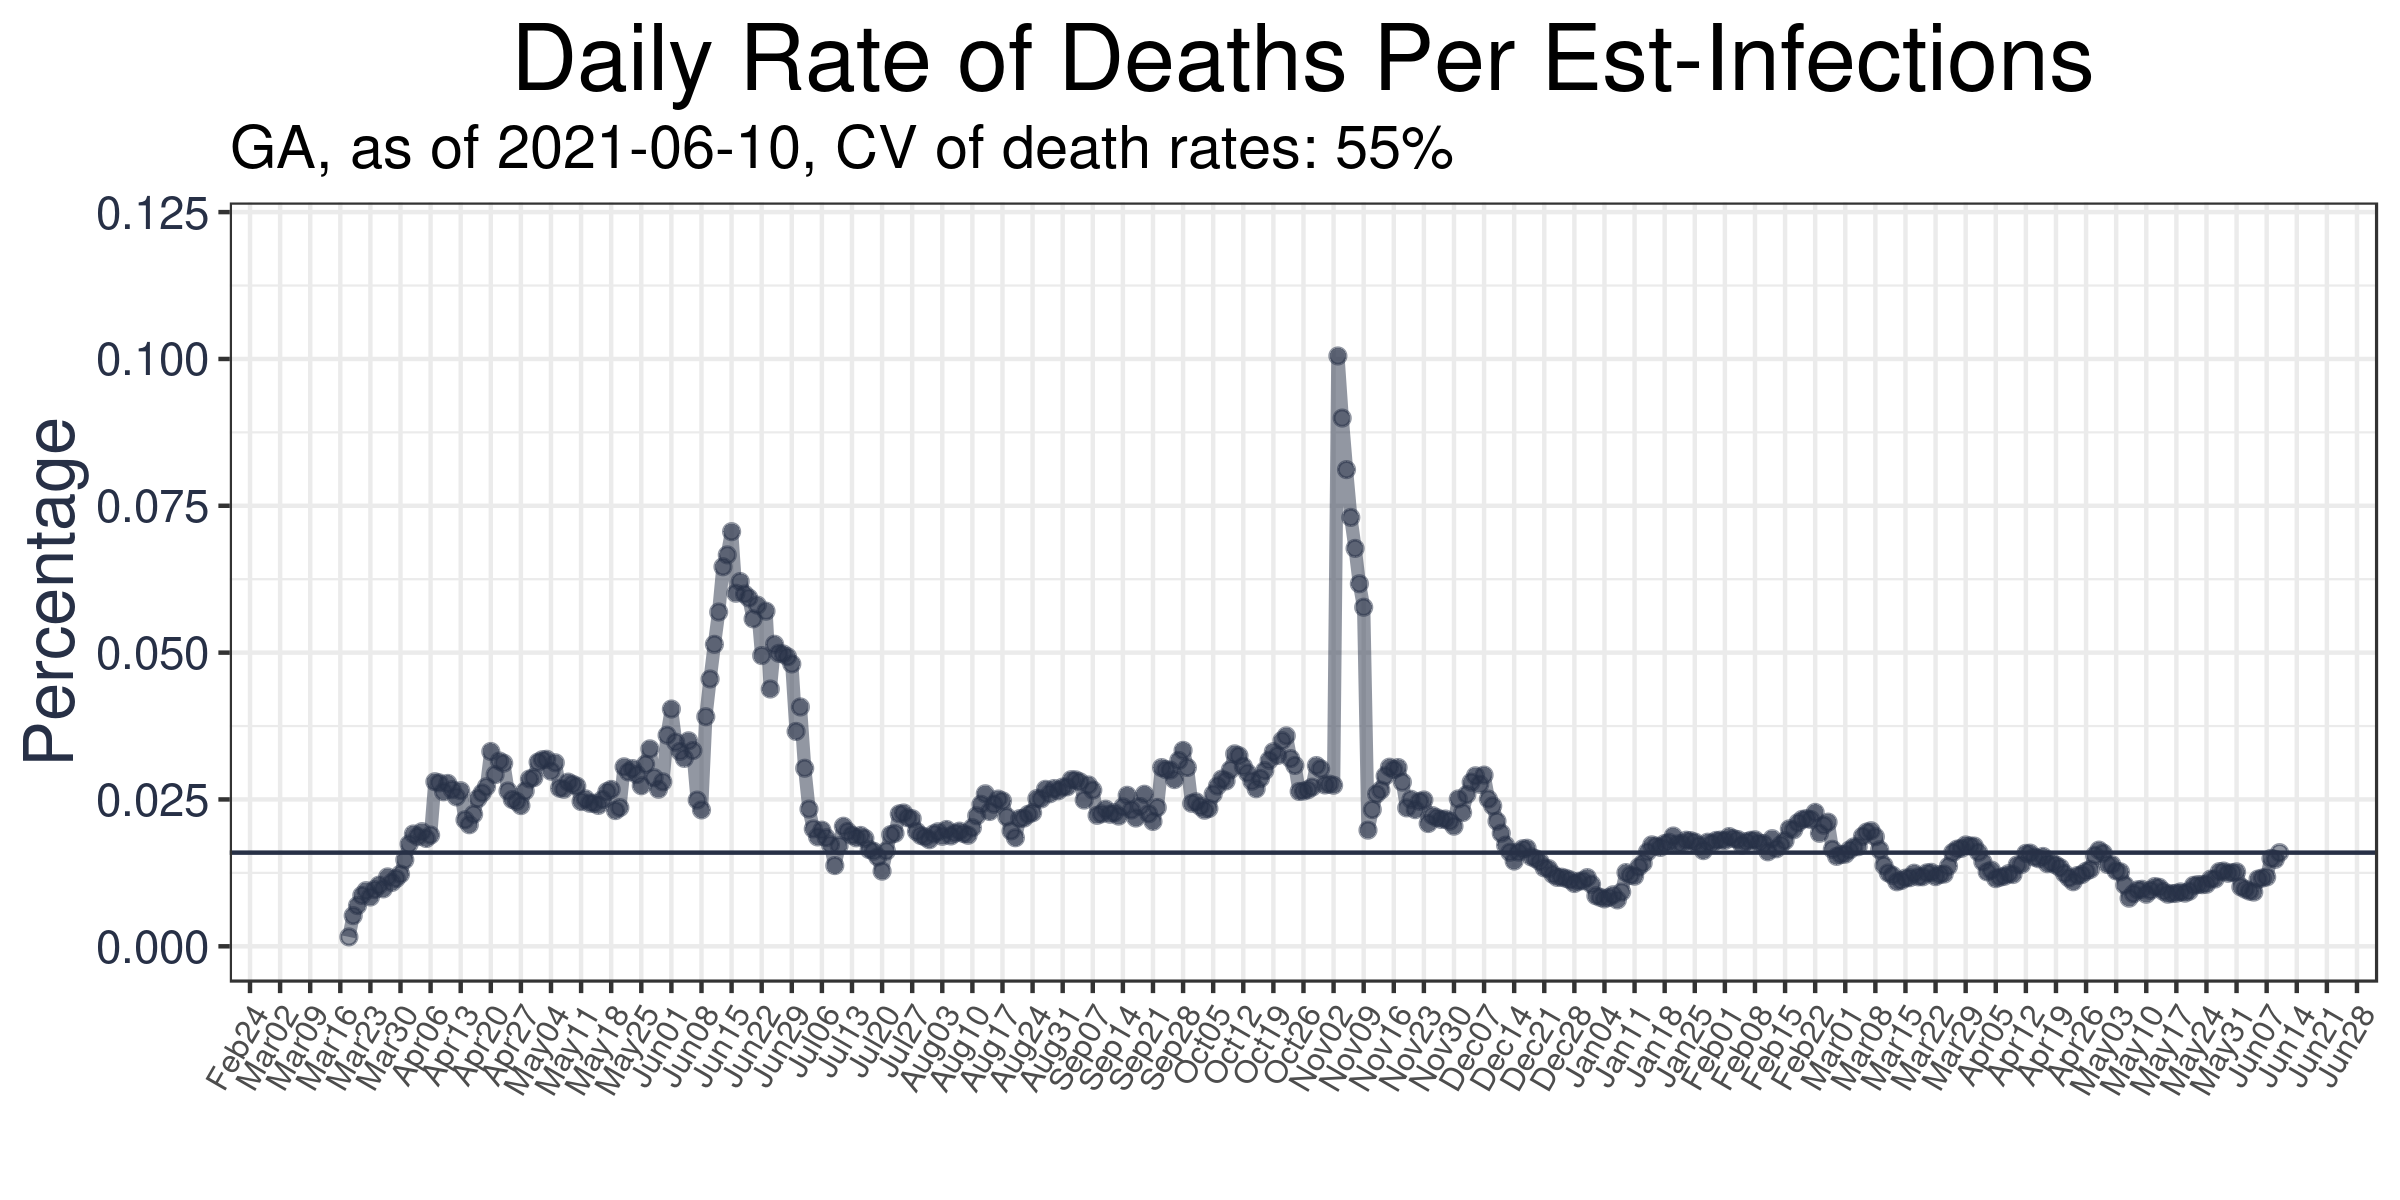 Daily Rate of Deaths Per Est-Infections
GA, as of 2021-06-10, CV of death rates: 55%
Percentage
0.125
0.100
0.075
0.050
0.025
0.000
Feb24
Mar02
Mar09
Mar16
Mar23
Mar30
Apr06
Apr13
Apr20
Apr27
May04
May11
May18
May25
Jun01
Jun08
Jun15
Jun22
Jun29
Jul06
Jul13
Jul20
Jul27
Aug03
Aug10
Aug17
Aug24
Aug31
Sep07
Sep14
Sep21
Sep28
Oct05
Oct12
Oct19
Oct26
Nov02
Nov09
Nov16
Nov23
Nov30
Dec07
Dec14
Dec21
Dec28
Jan04
Jan11
Jan18
Jan25
Feb01
Feb08
Feb15
Feb22
Mar01
Mar08
Mar15
Mar22
Mar29
Apr05
Apr12
Apr19
Apr26
May03
May10
May17
May24
May31
Jun07
Jun14
Jun21
Jun28